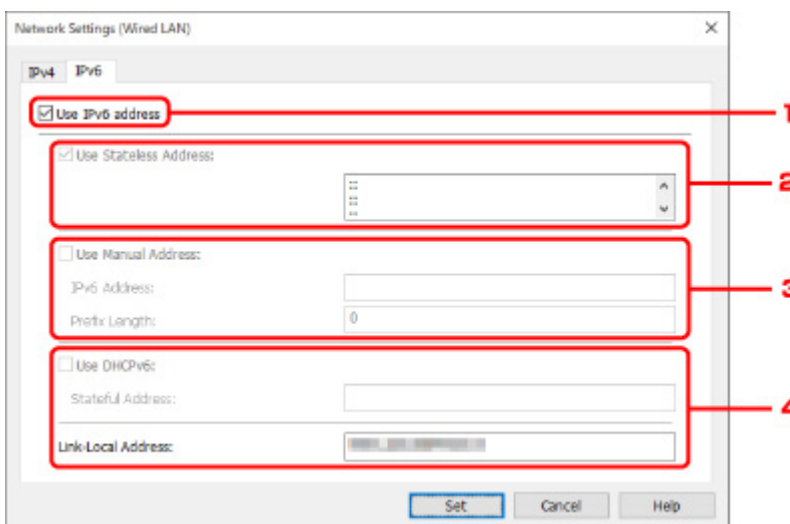 Network Settings (Wired LAN)
IPv4 IPv6
Use IPv6 address
1
Use Stateless Address:
::
::
::
2
Use Manual Address:
IPv6 Address:
Prefix Length: 0
3
Use DHCPv6:
Stateful Address:
4
Link-Local Address:
Set Cancel Help